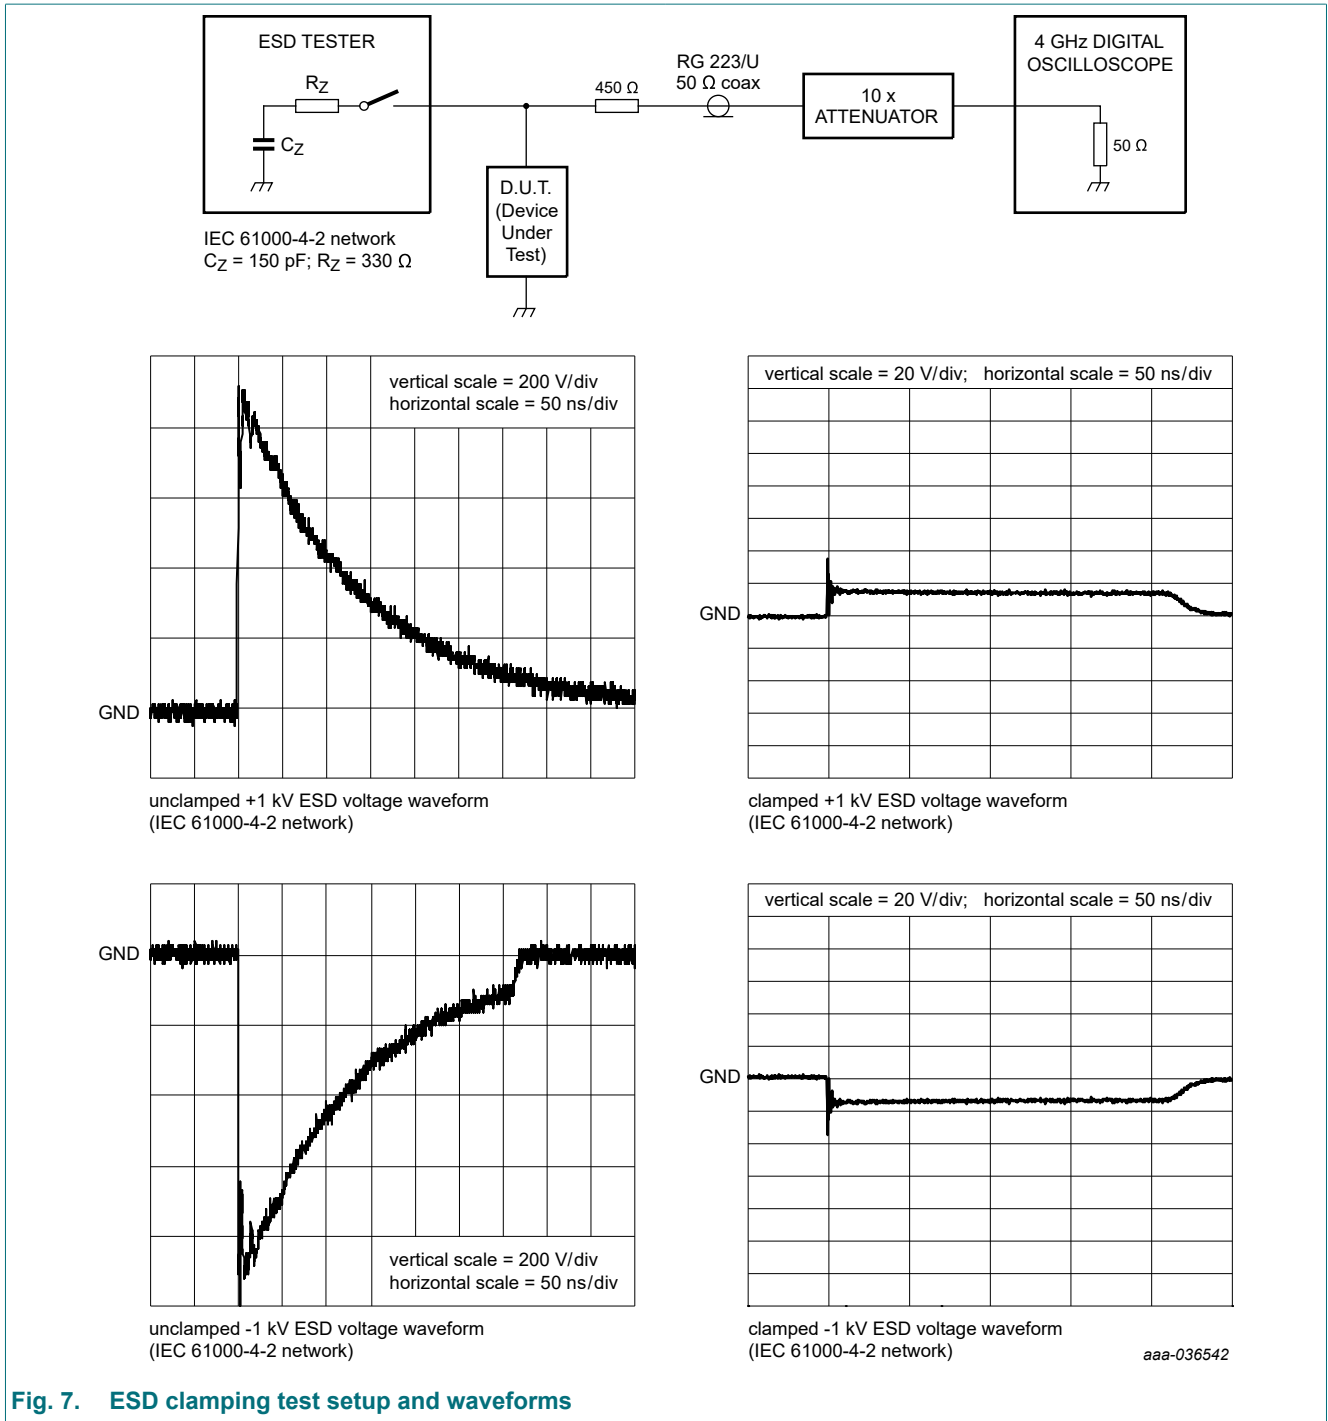 ESD TESTER
RZ
CZ
IEC 61000-4-2 network
CZ = 150 pF; RZ = 330 Ω
D.U.T.
(Device
Under
Test)
450 Ω
RG 223/U
50 Ω coax
10 x
ATTENUATOR
4 GHz DIGITAL
OSCILLOSCOPE
50 Ω
vertical scale = 200 V/div
horizontal scale = 50 ns/div
GND
unclamped +1 kV ESD voltage waveform
(IEC 61000-4-2 network)
vertical scale = 20 V/div; horizontal scale = 50 ns/div
GND
clamped +1 kV ESD voltage waveform
(IEC 61000-4-2 network)
GND
vertical scale = 200 V/div
horizontal scale = 50 ns/div
unclamped -1 kV ESD voltage waveform
(IEC 61000-4-2 network)
vertical scale = 20 V/div; horizontal scale = 50 ns/div
GND
clamped -1 kV ESD voltage waveform
(IEC 61000-4-2 network)
aaa-036542
Fig. 7. ESD clamping test setup and waveforms